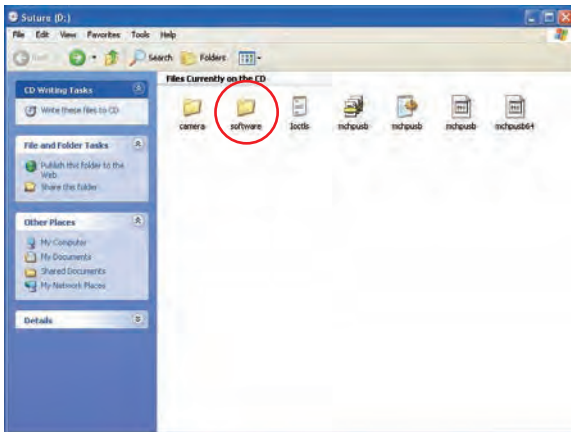 Suture (D:)
File Edit View Favorites Tools Help
Search Folders
Files Currently on the CD
CD Writing Tasks
Write these files to CD
camera software Ioctls mchpusb mchpusb mchpusb mchpusb64
File and Folder Tasks
Publish this folder to the
Web
Share this folder
Other Places
My Computer
My Documents
Shared Documents
My Network Places
Details